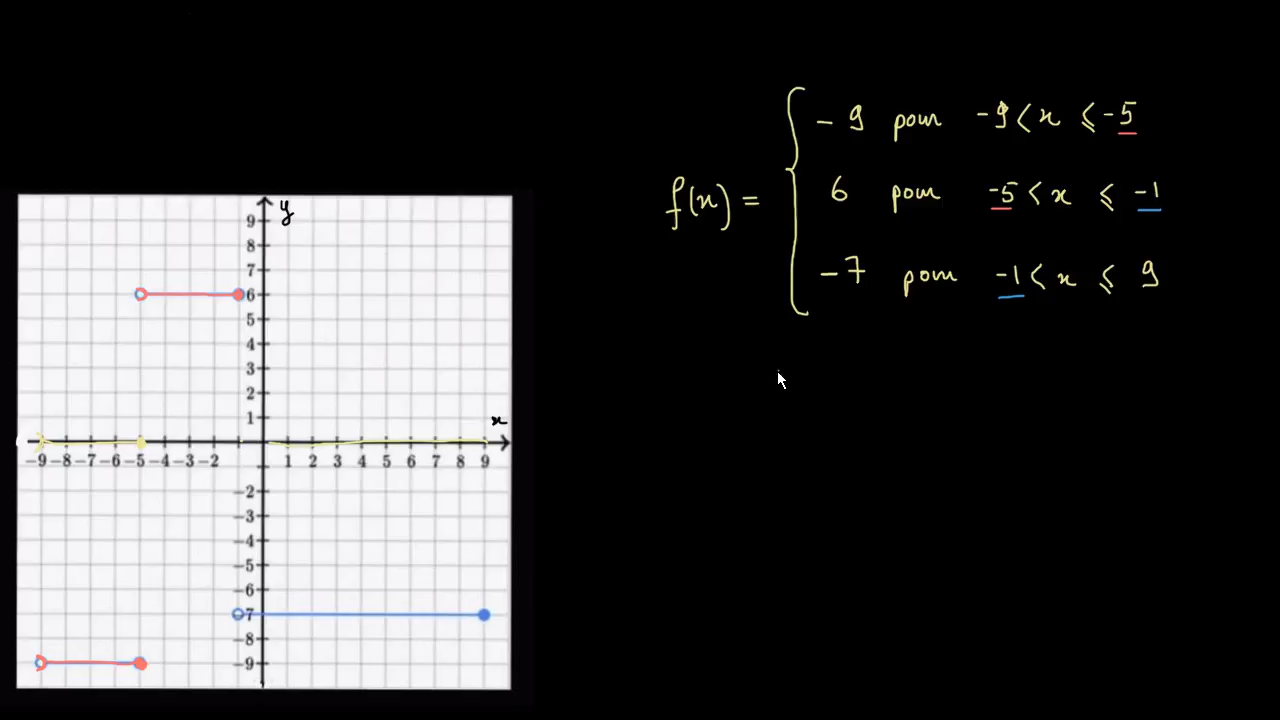 - 9 pour -9 < x ⩽ -5
f(x) = 6 pour -5 < x ⩽ -1
- 7 pour -1 < x ⩽ 9
y
9
8
7
6
5
4
3
2
1
x
-9 -8 -7 -6 -5 -4 -3 -2 1 2 3 4 5 6 7 8 9
-2
-3
-4
-5
-6
-7
-8
-9